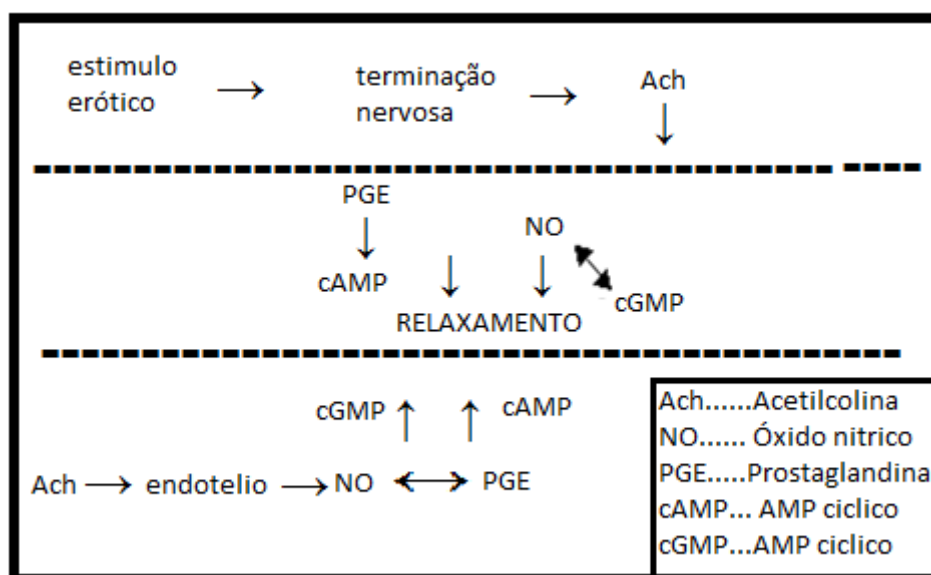 estimulo
erótico → terminação
nervosa → Ach
↓
PGE
↓
cAMP ↓
NO
↓
cGMP
RELAXAMENTO
cGMP ↑ ↑ cAMP
Ach → endotelio → NO ↔ PGE
Ach......Acetilcolina
NO...... Óxido nitrico
PGE.....Prostaglandina
cAMP... AMP ciclico
cGMP...AMP ciclico